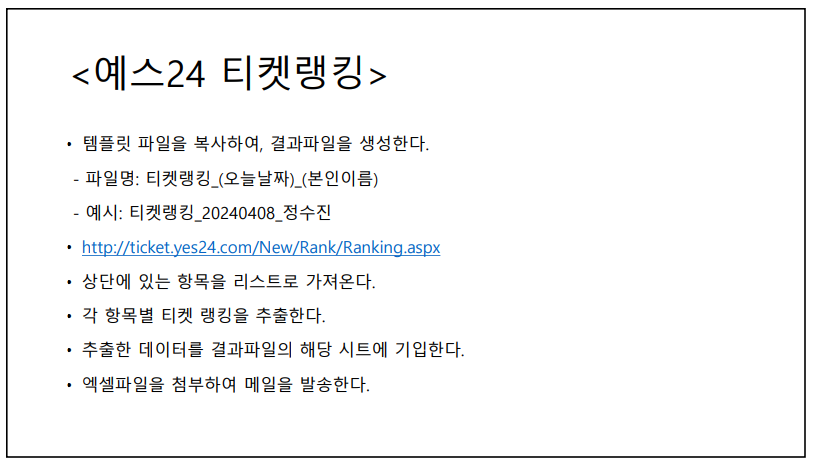 <예스24 티켓랭킹>
• 템플릿 파일을 복사하여, 결과파일을 생성한다.
- 파일명: 티켓랭킹_(오늘날짜)_(본인이름)
- 예시: 티켓랭킹_20240408_정수진
• http://ticket.yes24.com/New/Rank/Ranking.aspx
• 상단에 있는 항목을 리스트로 가져온다.
• 각 항목별 티켓 랭킹을 추출한다.
• 추출한 데이터를 결과파일의 해당 시트에 기입한다.
• 엑셀파일을 첨부하여 메일을 발송한다.